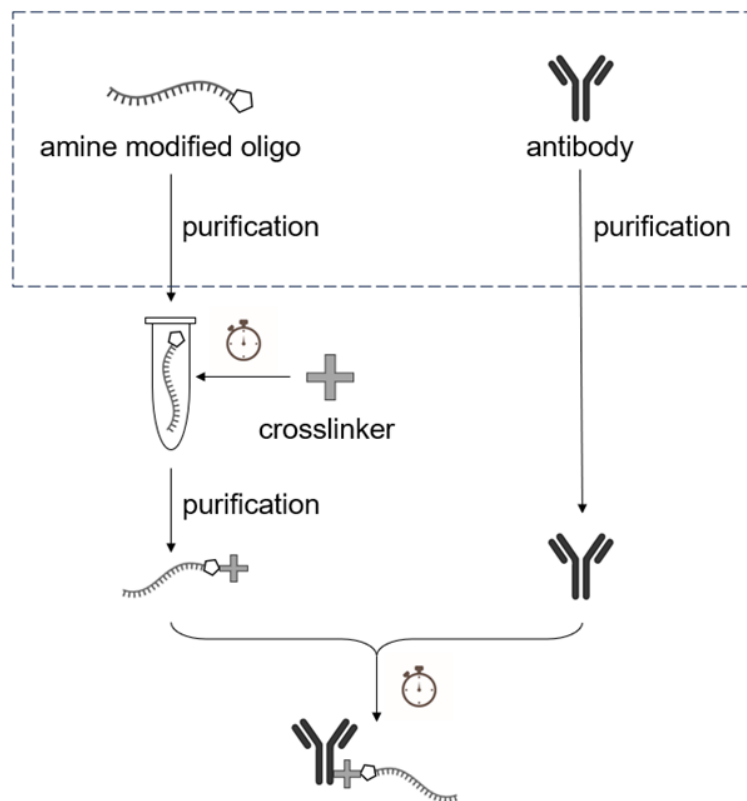 amine modified oligo
antibody
purification
purification
crosslinker
purification